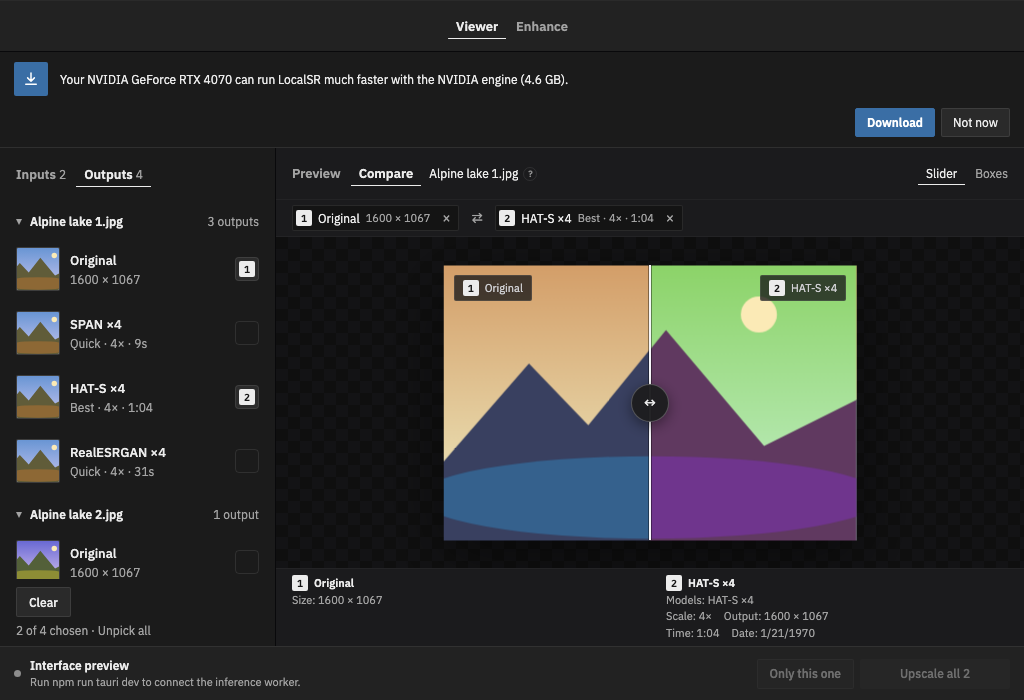 Viewer Enhance
Your NVIDIA GeForce RTX 4070 can run LocalSR much faster with the NVIDIA engine (4.6 GB).
Download Not now
Inputs 2 Outputs 4
Preview Compare Alpine lake 1.jpg ?
Slider Boxes
1 Original 1600 × 1067 × ⇄ 2 HAT-S ×4 Best · 4× · 1:04 ×
▼ Alpine lake 1.jpg 3 outputs
Original 1
1600 × 1067
SPAN ×4
Quick · 4× · 9s
HAT-S ×4 2
Best · 4× · 1:04
RealESRGAN ×4
Quick · 4× · 31s
▼ Alpine lake 2.jpg 1 output
Original
1600 × 1067
Clear
2 of 4 chosen · Unpick all
1 Original
2 HAT-S ×4
1 Original
Size: 1600 × 1067
2 HAT-S ×4
Models: HAT-S ×4
Scale: 4× Output: 1600 × 1067
Time: 1:04 Date: 1/21/1970
Interface preview
Run npm run tauri dev to connect the inference worker.
Only this one Upscale all 2